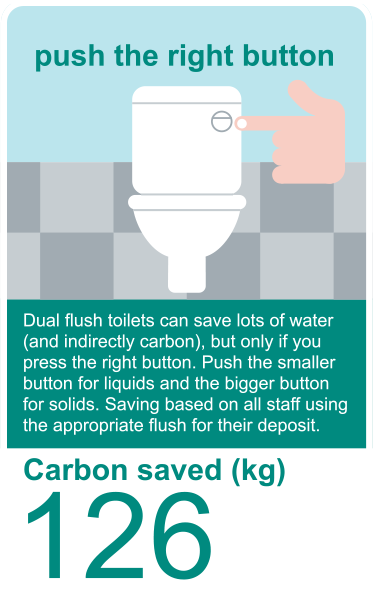 push the right button
Dual flush toilets can save lots of water
(and indirectly carbon), but only if you
press the right button. Push the smaller
button for liquids and the bigger button
for solids. Saving based on all staff using
the appropriate flush for their deposit.
Carbon saved (kg)
126